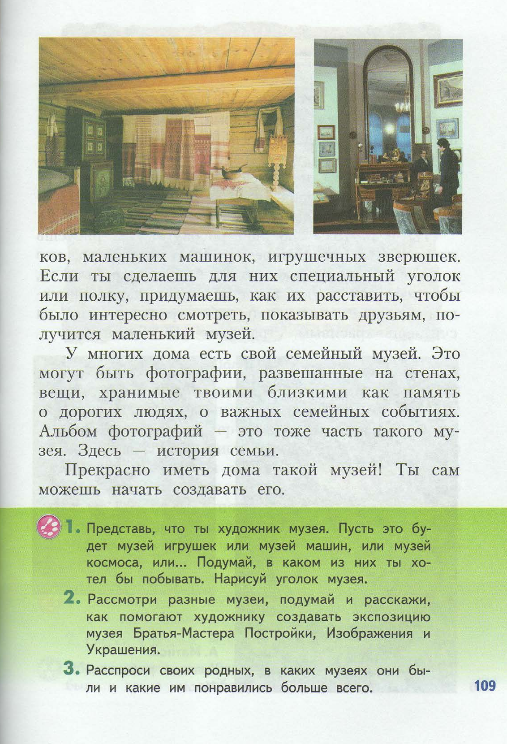 ков, маленьких машинок, игрушечных зверюшек.
Если ты сделаешь для них специальный уголок
или полку, придумаешь, как их расставить, чтобы
было интересно смотреть, показывать друзьям, по-
лучится маленький музей.
У многих дома есть свой семейный музей. Это
могут быть фотографии, развешанные на стенах,
вещи, хранимые твоими близкими как память
о дорогих людях, о важных семейных событиях.
Альбом фотографий — это тоже часть такого му-
зея. Здесь — история семьи.
Прекрасно иметь дома такой музей! Ты сам
можешь начать создавать его.
1. Представь, что ты художник музея. Пусть это бу-
дет музей игрушек или музей машин, или музей
космоса, или... Подумай, в каком из них ты хо-
тел бы побывать. Нарисуй уголок музея.
2. Рассмотри разные музеи, подумай и расскажи,
как помогают художнику создавать экспозицию
музея Братья-Мастера Постройки, Изображения и
Украшения.
3. Расспроси своих родных, в каких музеях они бы-
ли и какие им понравились больше всего.
109